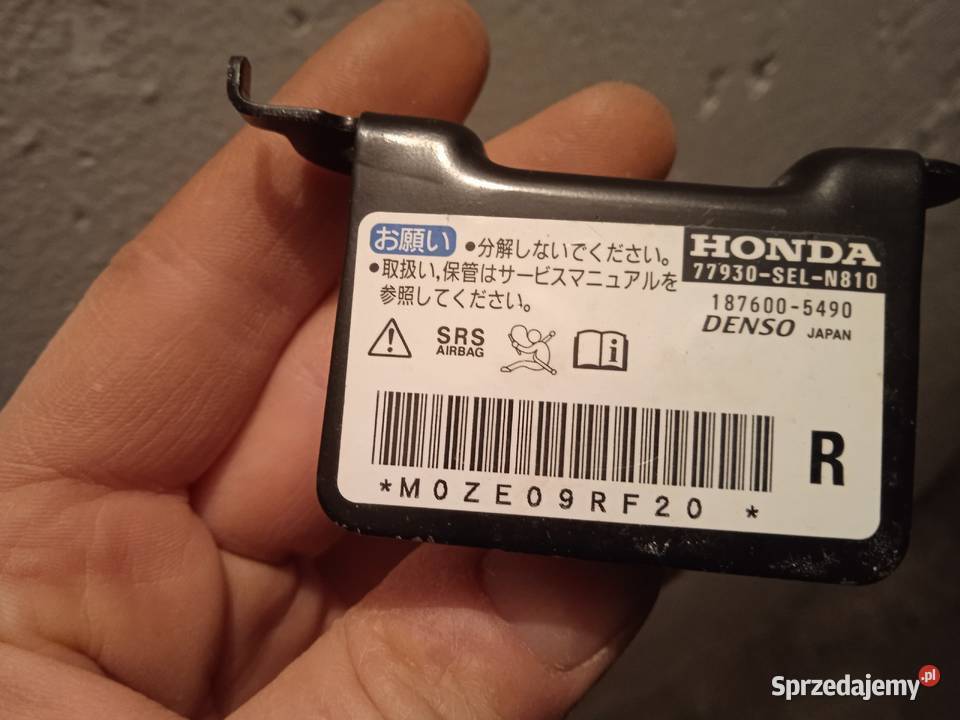 お願い ●分解しないでください。
●取扱い,保管はサービスマニュアルを
参照してください。
HONDA
77930-SEL-N810
187600-5490
DENSO JAPAN
SRS
AIRBAG
R
*M0ZE09RF20 *
Sprzedajemy.pl